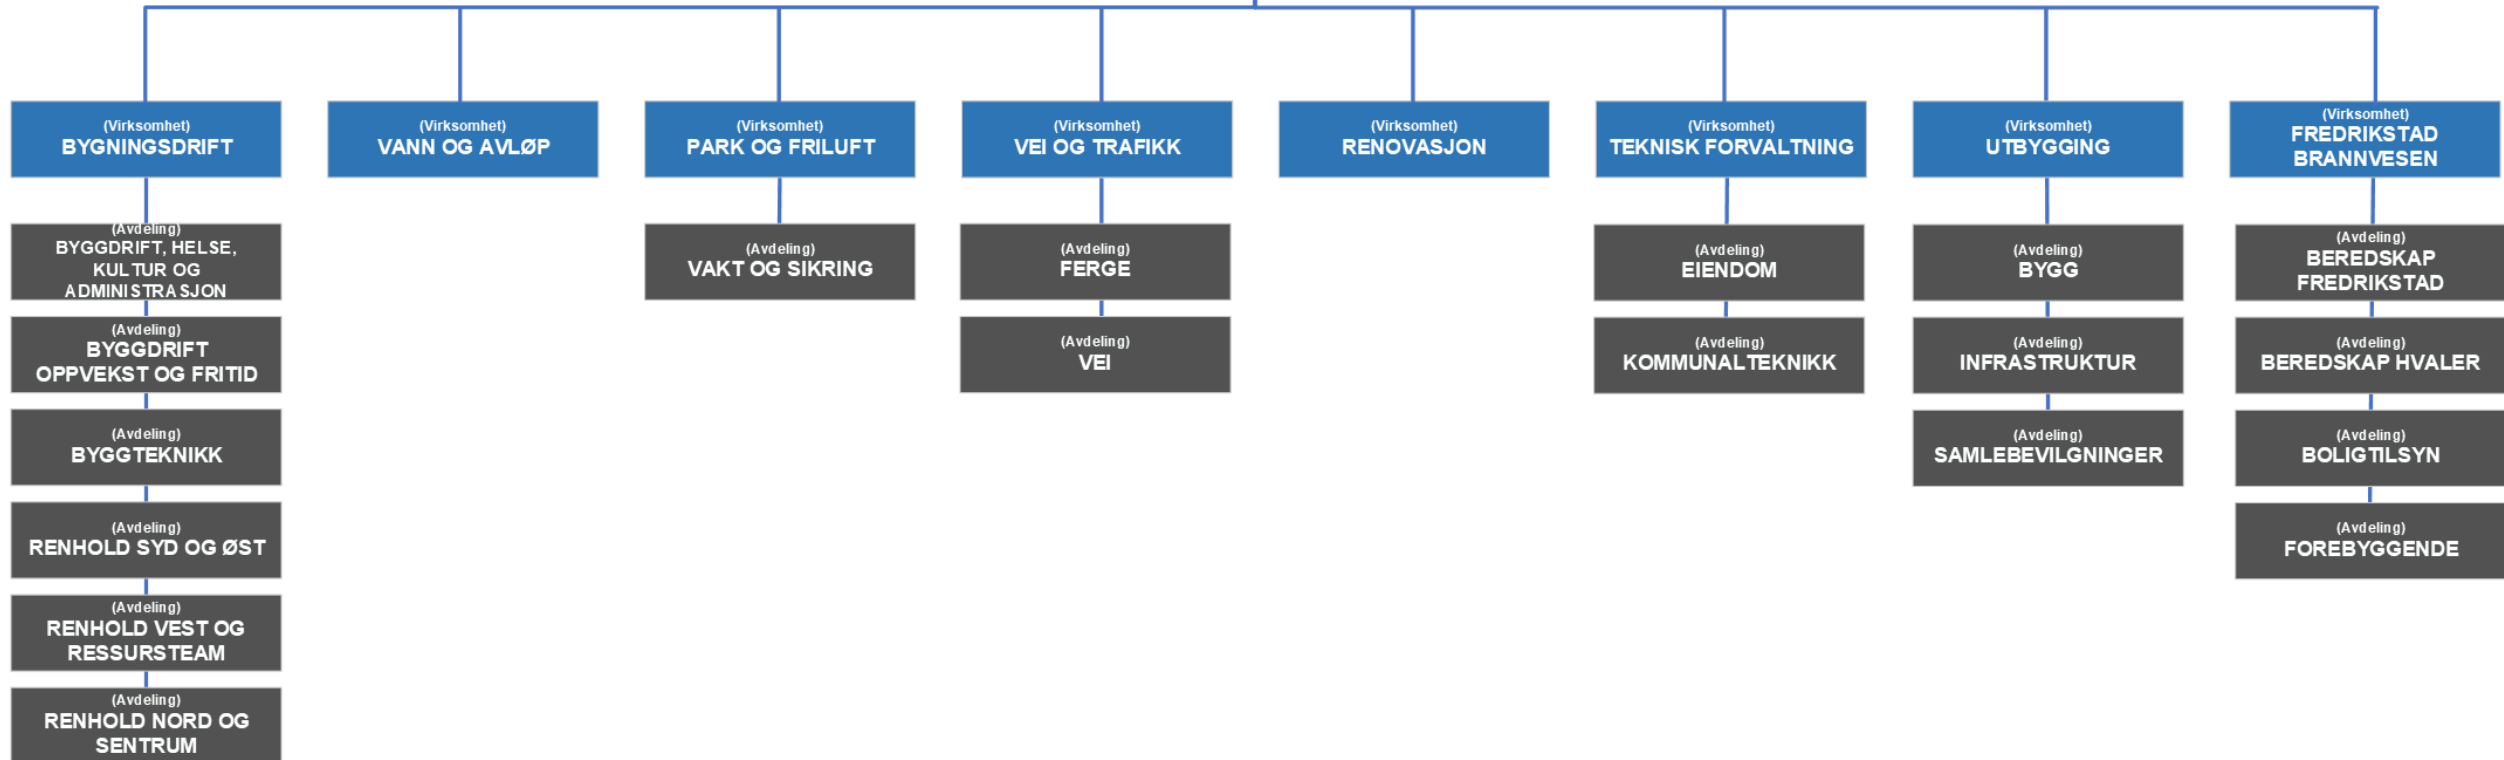 (Virksomhet)
BYGNINGSDRIFT
(Avdeling)
BYGGDRIFT, HELSE,
KULTUR OG
ADMINISTRASJON
(Avdeling)
BYGGDRIFT
OPPVEKST OG FRITID
(Avdeling)
BYGGTEKNIKK
(Avdeling)
RENHOLD SYD OG ØST
(Avdeling)
RENHOLD VEST OG
RESSURSTEAM
(Avdeling)
RENHOLD NORD OG
SENTRUM
(Virksomhet)
VANN OG AVLØP
(Virksomhet)
PARK OG FRILUFT
(Avdeling)
VAKT OG SIKRING
(Virksomhet)
VEI OG TRAFIKK
(Avdeling)
FERGE
(Avdeling)
VEI
(Virksomhet)
RENOVASJON
(Virksomhet)
TEKNISK FORVALTNING
(Avdeling)
EIENDOM
(Avdeling)
KOMMUNALTEKNIKK
(Virksomhet)
UTBYGGING
(Avdeling)
BYGG
(Avdeling)
INFRASTRUKTUR
(Avdeling)
SAMLEBEVILGNINGER
(Virksomhet)
FREDRIKSTAD
BRANNVESEN
(Avdeling)
BEREDSKAP
FREDRIKSTAD
(Avdeling)
BEREDSKAP HVALER
(Avdeling)
BOLIGTILSYN
(Avdeling)
FOREBYGGENDE